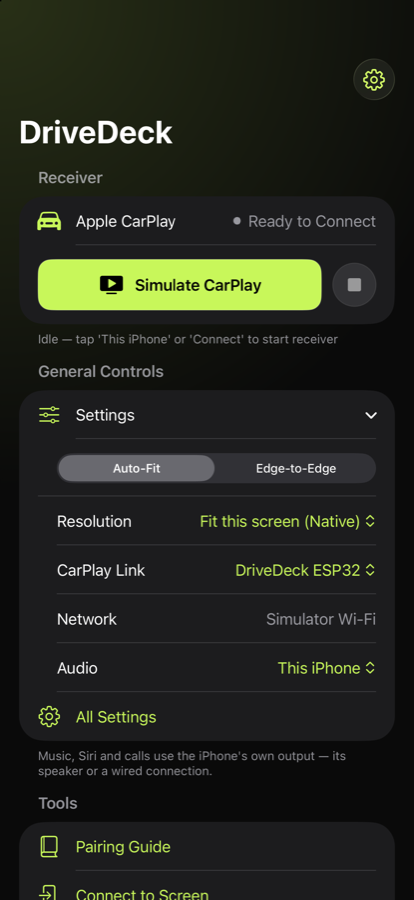 DriveDeck
Receiver
Apple CarPlay
Ready to Connect
Simulate CarPlay
Idle — tap 'This iPhone' or 'Connect' to start receiver
General Controls
Settings
Auto-Fit
Edge-to-Edge
Resolution
Fit this screen (Native)
CarPlay Link
DriveDeck ESP32
Network
Simulator Wi-Fi
Audio
This iPhone
All Settings
Music, Siri and calls use the iPhone's own output — its
speaker or a wired connection.
Tools
Pairing Guide
Connect to Screen